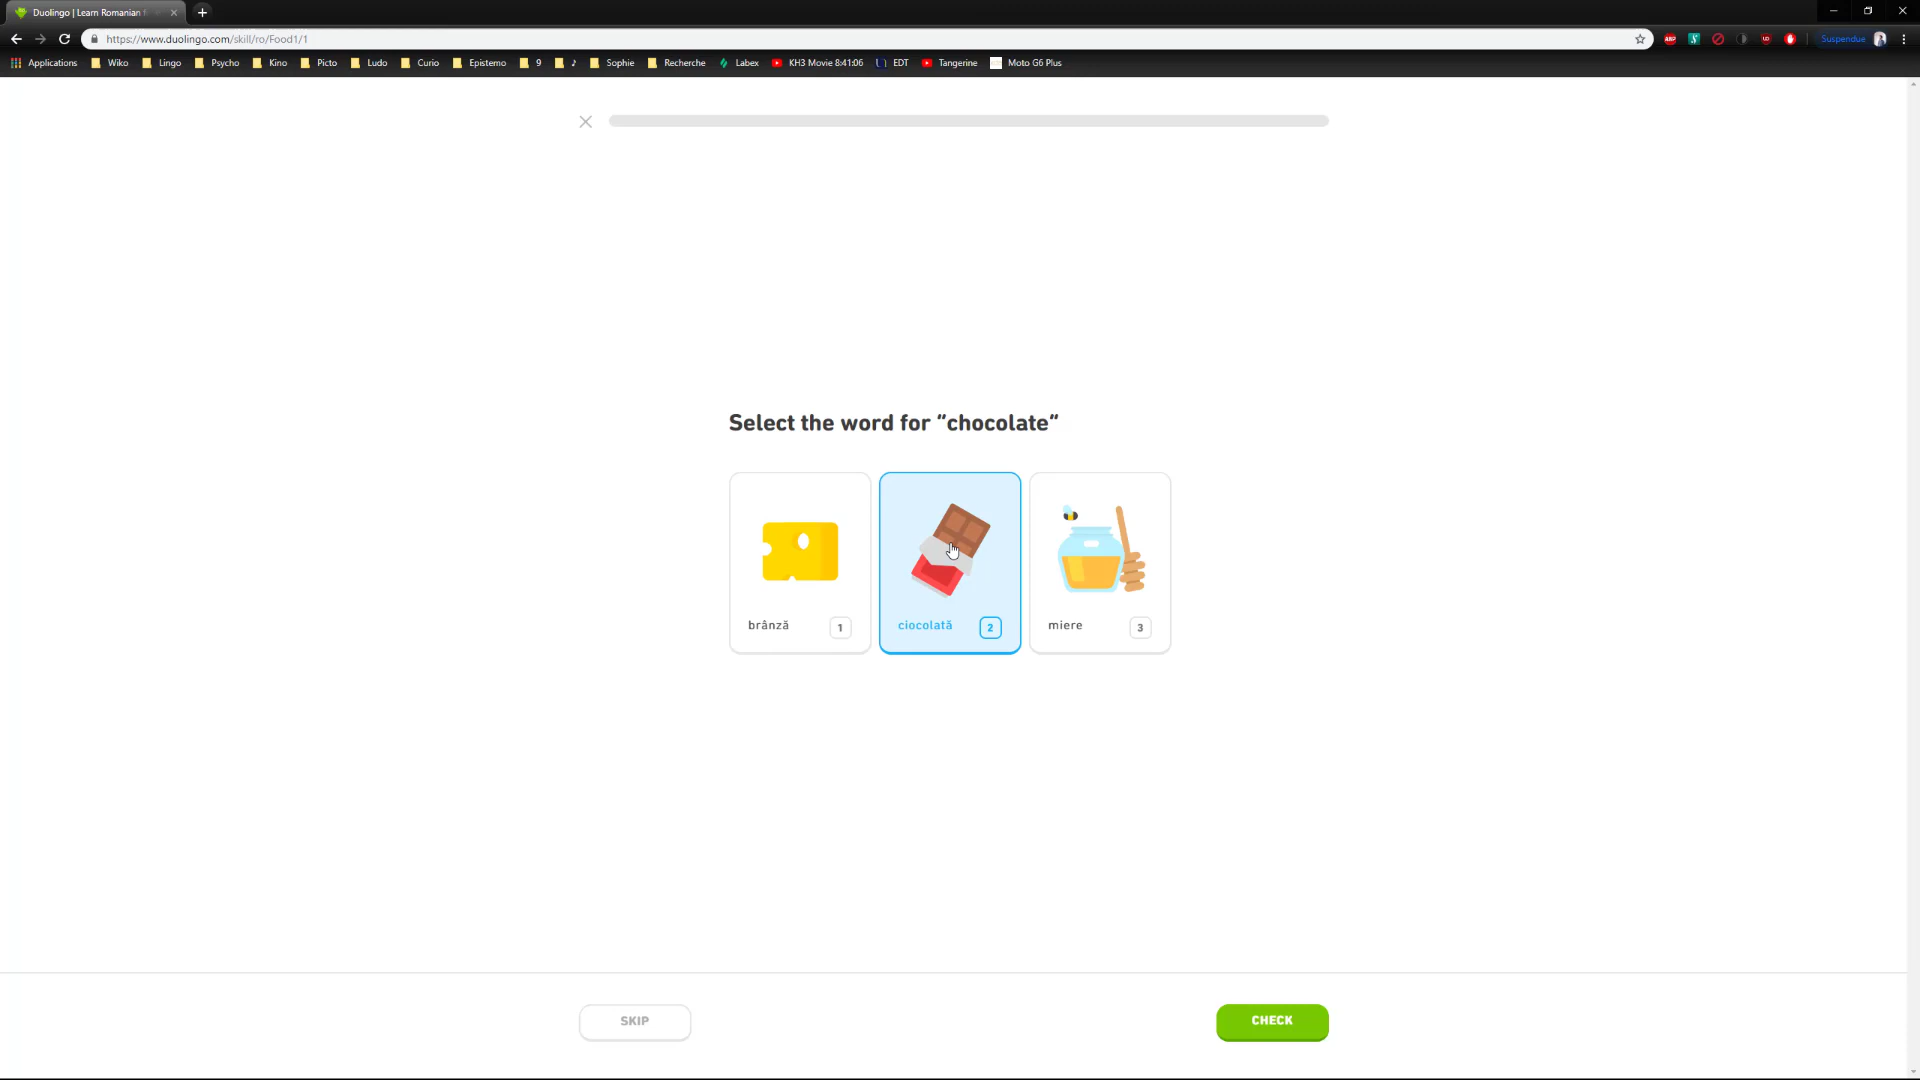 Duolingo | Learn Romanian f
https://www.duolingo.com/skill/ro/Food1/1
ABP
S
UD
Suspendue
Applications
Wiko
Lingo
Psycho
Kino
Picto
Ludo
Curio
Epistemo
9
♪
Sophie
Recherche
Labex
KH3 Movie 8:41:06
EDT
Tangerine
Moto G6 Plus
Select the word for “chocolate“
brânză 1
ciocolată 2
miere 3
SKIP
CHECK